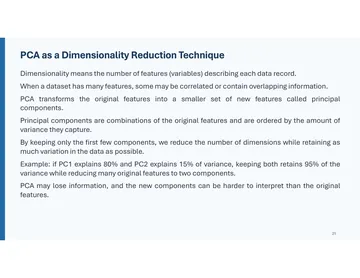 PCA as a Dimensionality Reduction Technique
Dimensionality means the number of features (variables) describing each data record.
When a dataset has many features, some may be correlated or contain overlapping information.
PCA transforms the original features into a smaller set of new features called principal
components.
Principal components are combinations of the original features and are ordered by the amount of
variance they capture.
By keeping only the first few components, we reduce the number of dimensions while retaining as
much variation in the data as possible.
Example: if PC1 explains 80% and PC2 explains 15% of variance, keeping both retains 95% of the
variance while reducing many original features to two components.
PCA may lose information, and the new components can be harder to interpret than the original
features.